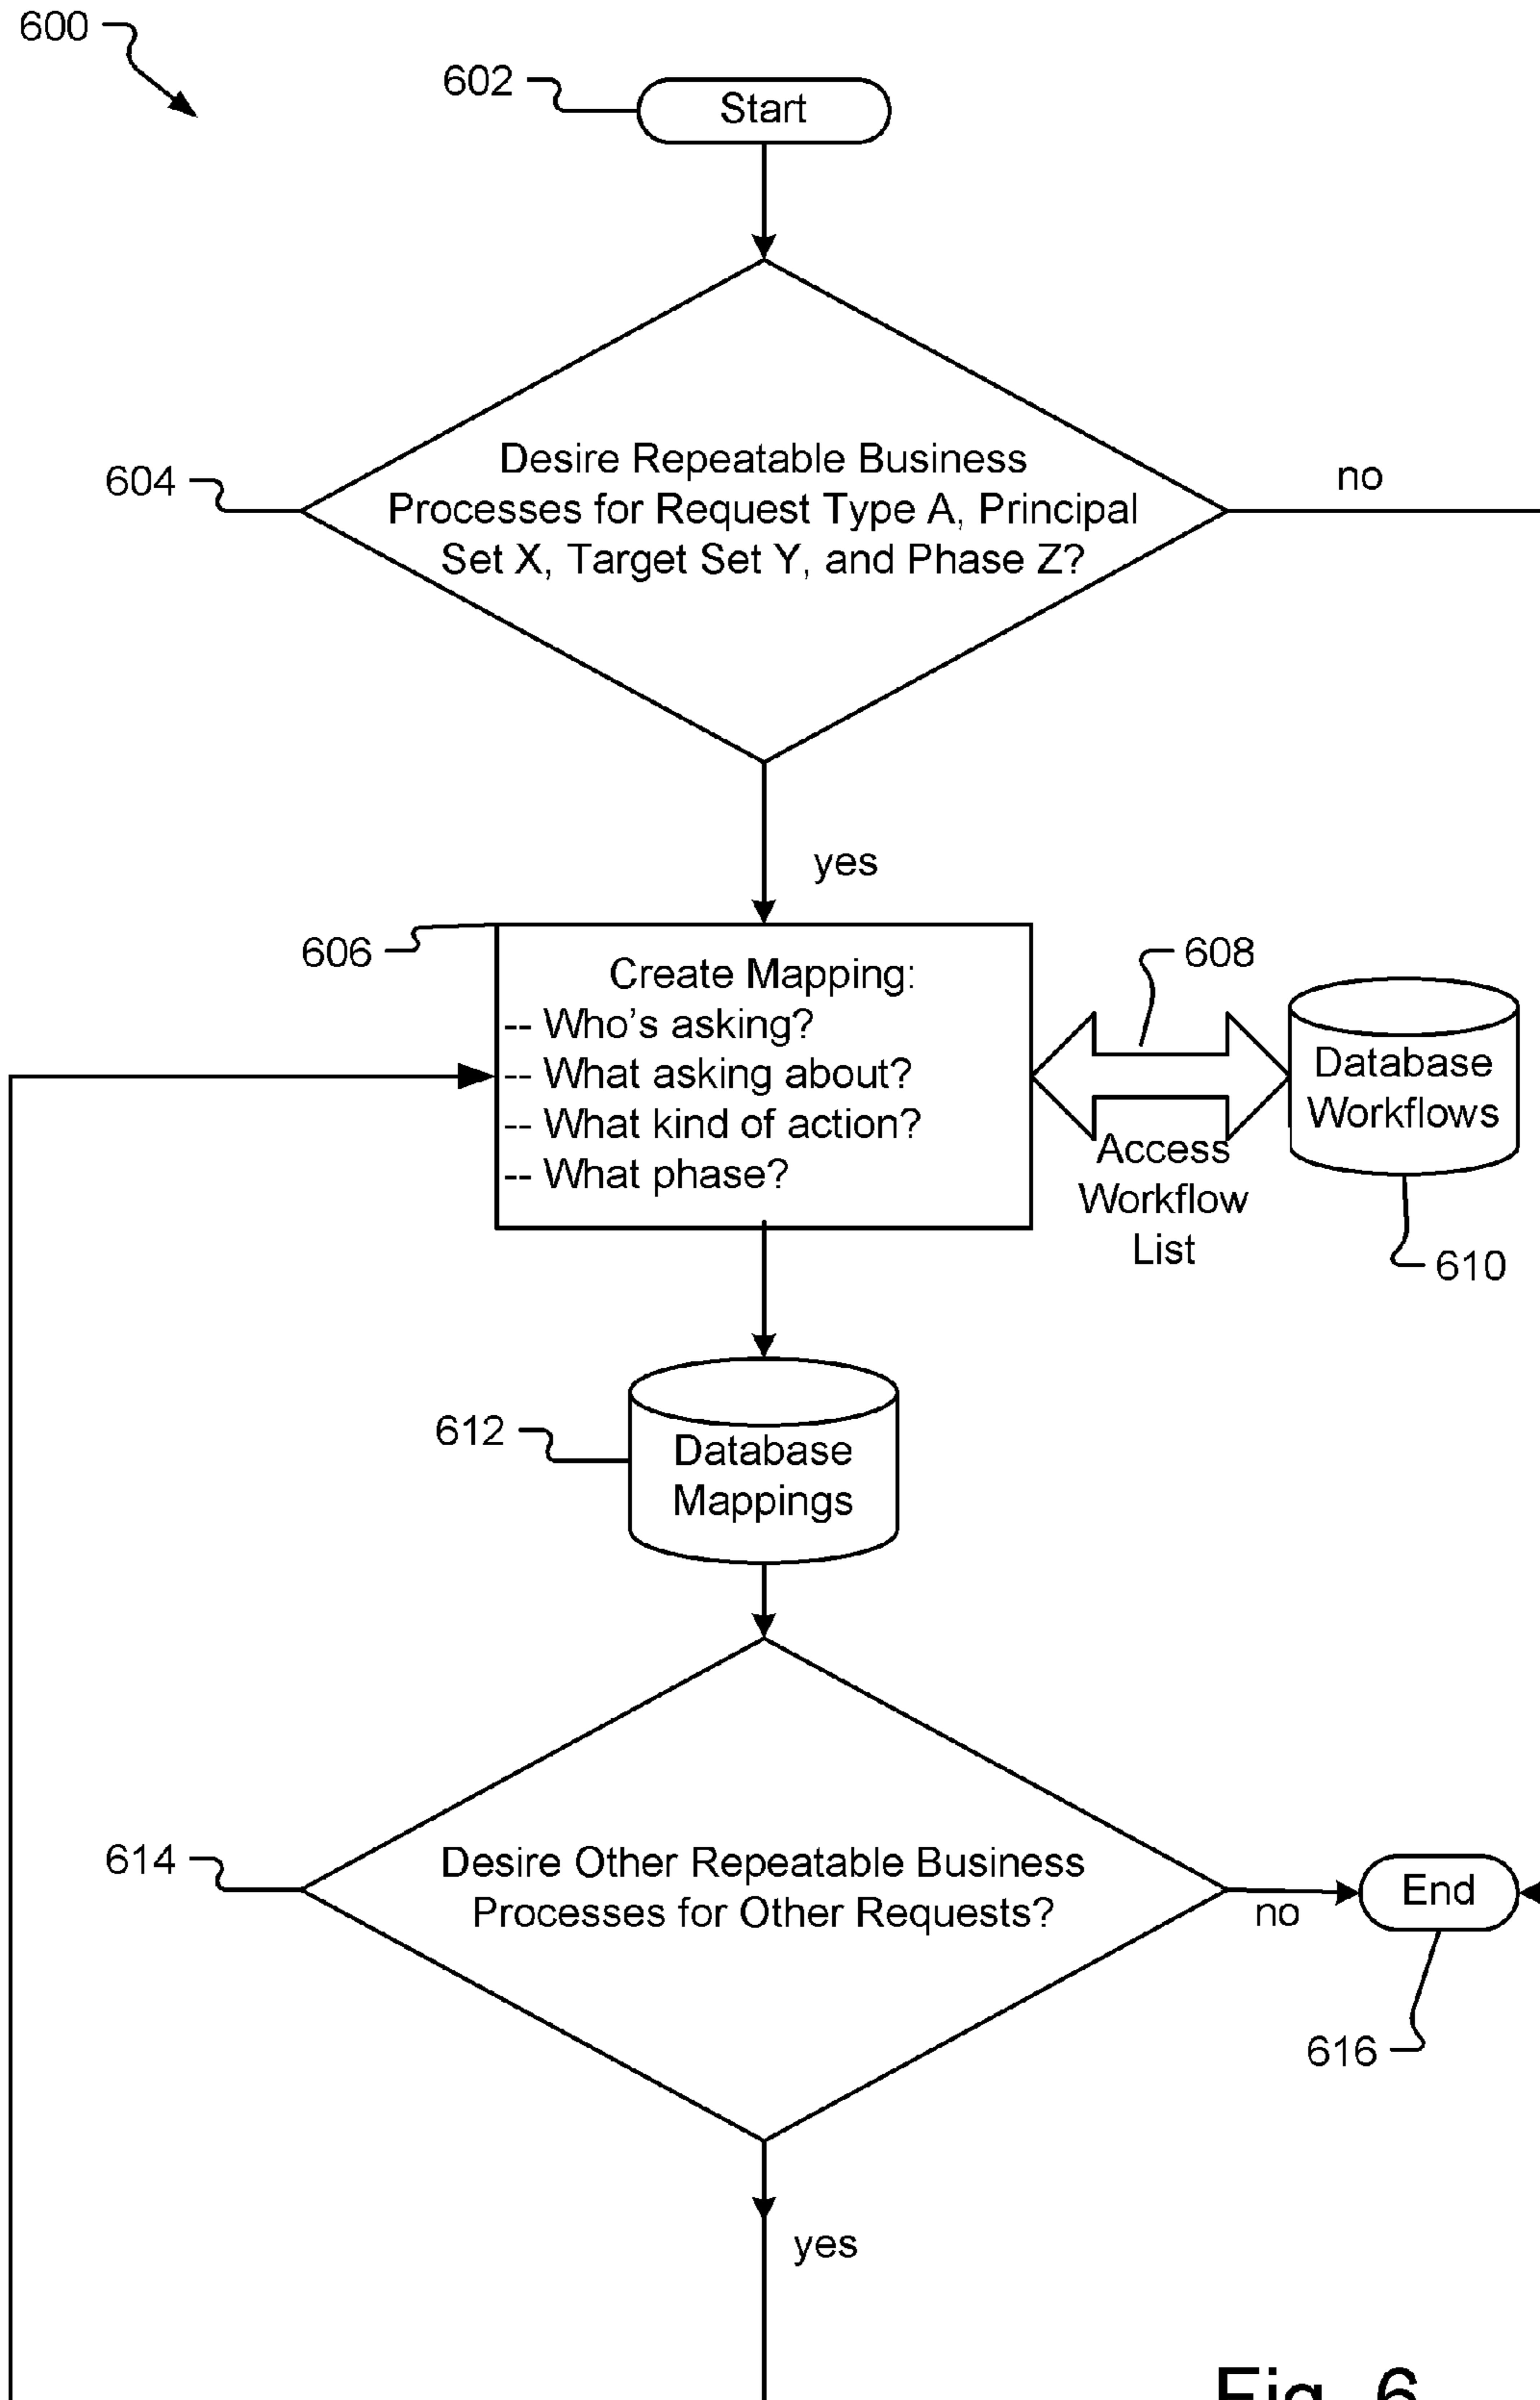 600
602
Start
604
Desire Repeatable Business
Processes for Request Type A, Principal
Set X, Target Set Y, and Phase Z?
no
yes
606
Create Mapping:
-- Who's asking?
-- What asking about?
-- What kind of action?
-- What phase?
608
Access
Workflow
List
Database
Workflows
610
612
Database
Mappings
614
Desire Other Repeatable Business
Processes for Other Requests?
no
End
616
yes
Fig. 6